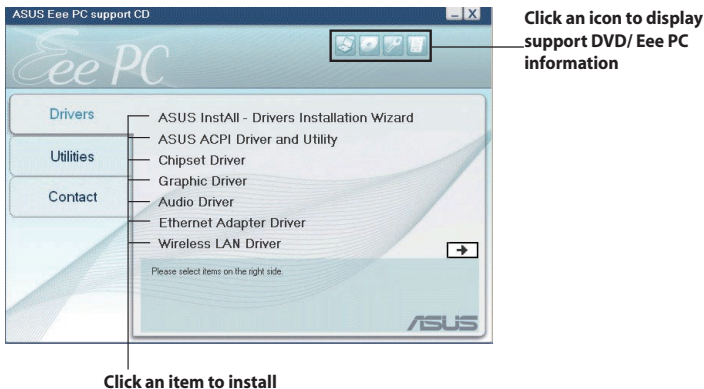 ASUS Eee PC support CD
Click an icon to display
support DVD/ Eee PC
information
Eee PC
Drivers
Utilities
Contact
ASUS InstAll - Drivers Installation Wizard
ASUS ACPI Driver and Utility
Chipset Driver
Graphic Driver
Audio Driver
Ethernet Adapter Driver
Wireless LAN Driver
Please select items on the right side.
ASUS
Click an item to install